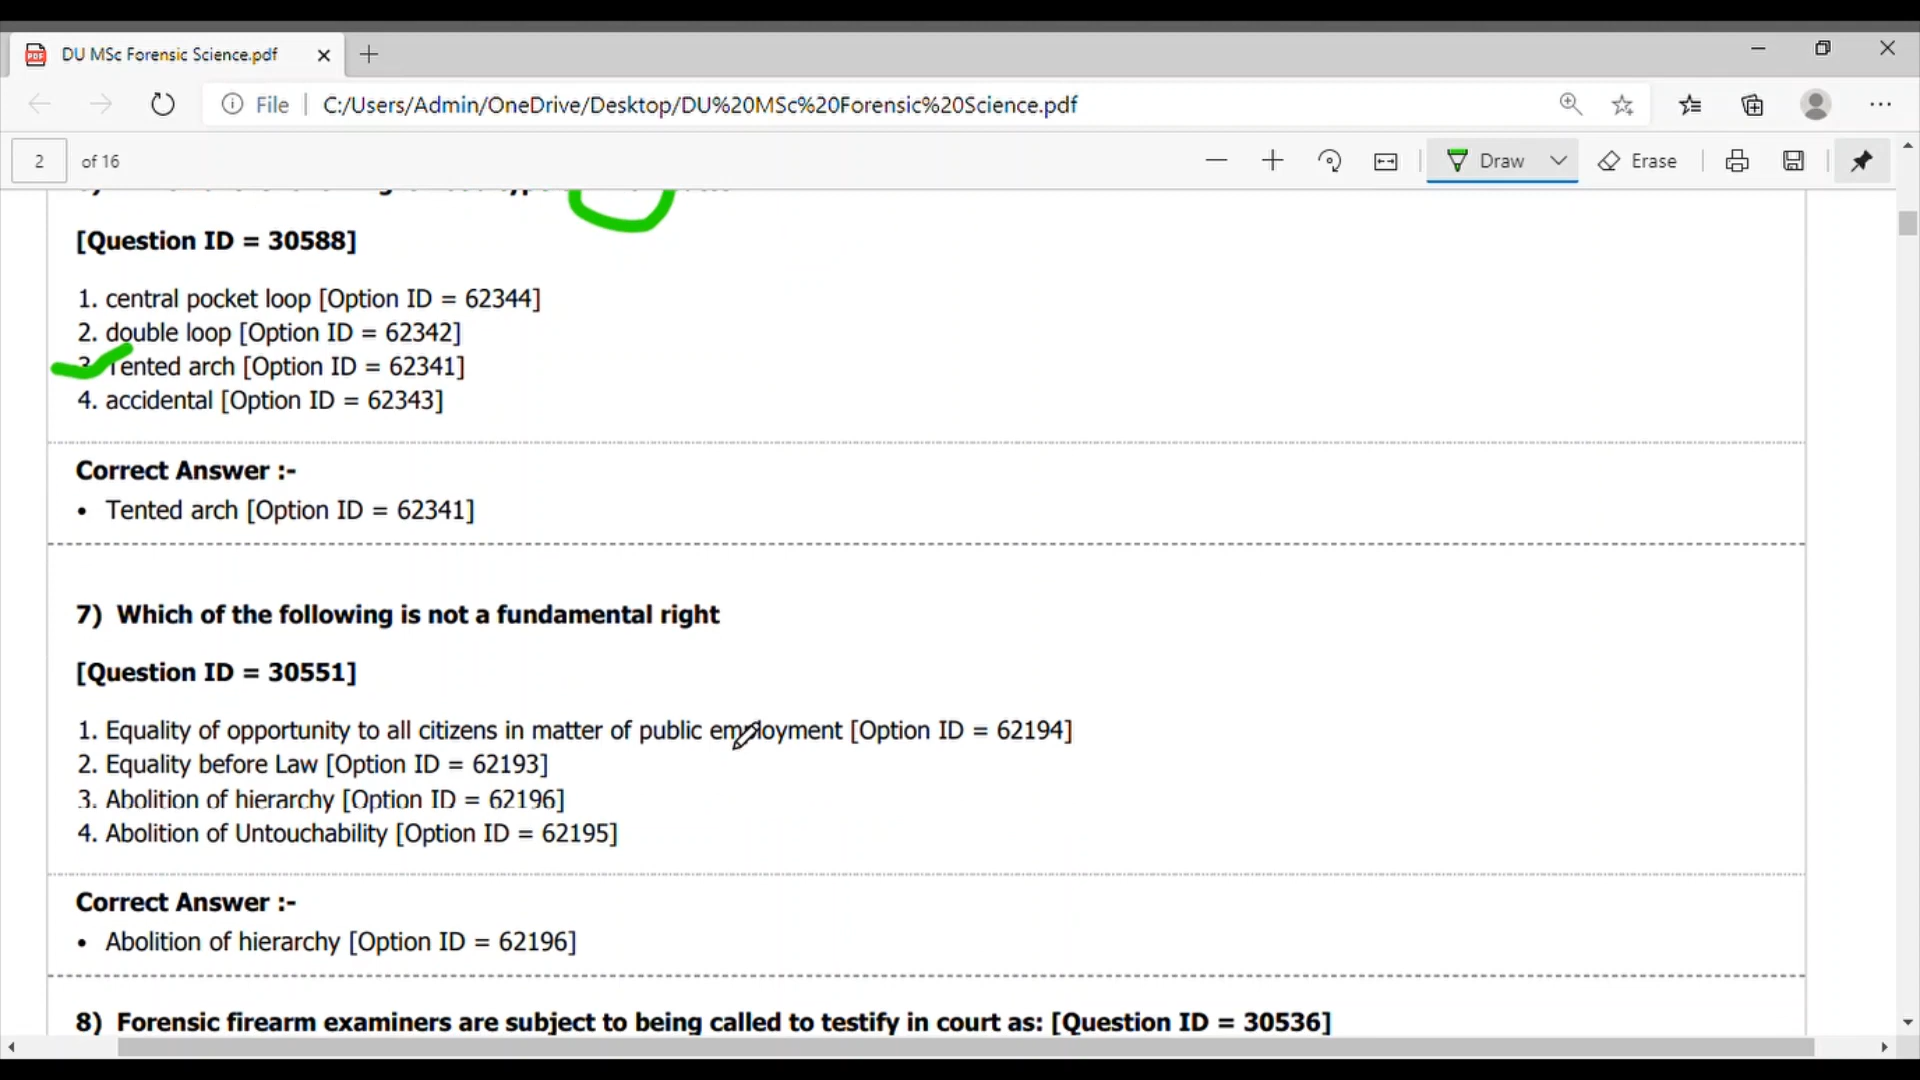 DU MSc Forensic Science.pdf
File
C:/Users/Admin/OneDrive/Desktop/DU%20MSc%20Forensic%20Science.pdf
2 of 16
Draw
Erase
[Question ID = 30588]
1. central pocket loop [Option ID = 62344]
2. double loop [Option ID = 62342]
3. Tented arch [Option ID = 62341]
4. accidental [Option ID = 62343]
Correct Answer :-
• Tented arch [Option ID = 62341]
7) Which of the following is not a fundamental right
[Question ID = 30551]
1. Equality of opportunity to all citizens in matter of public employment [Option ID = 62194]
2. Equality before Law [Option ID = 62193]
3. Abolition of hierarchy [Option ID = 62196]
4. Abolition of Untouchability [Option ID = 62195]
Correct Answer :-
• Abolition of hierarchy [Option ID = 62196]
8) Forensic firearm examiners are subject to being called to testify in court as: [Question ID = 30536]